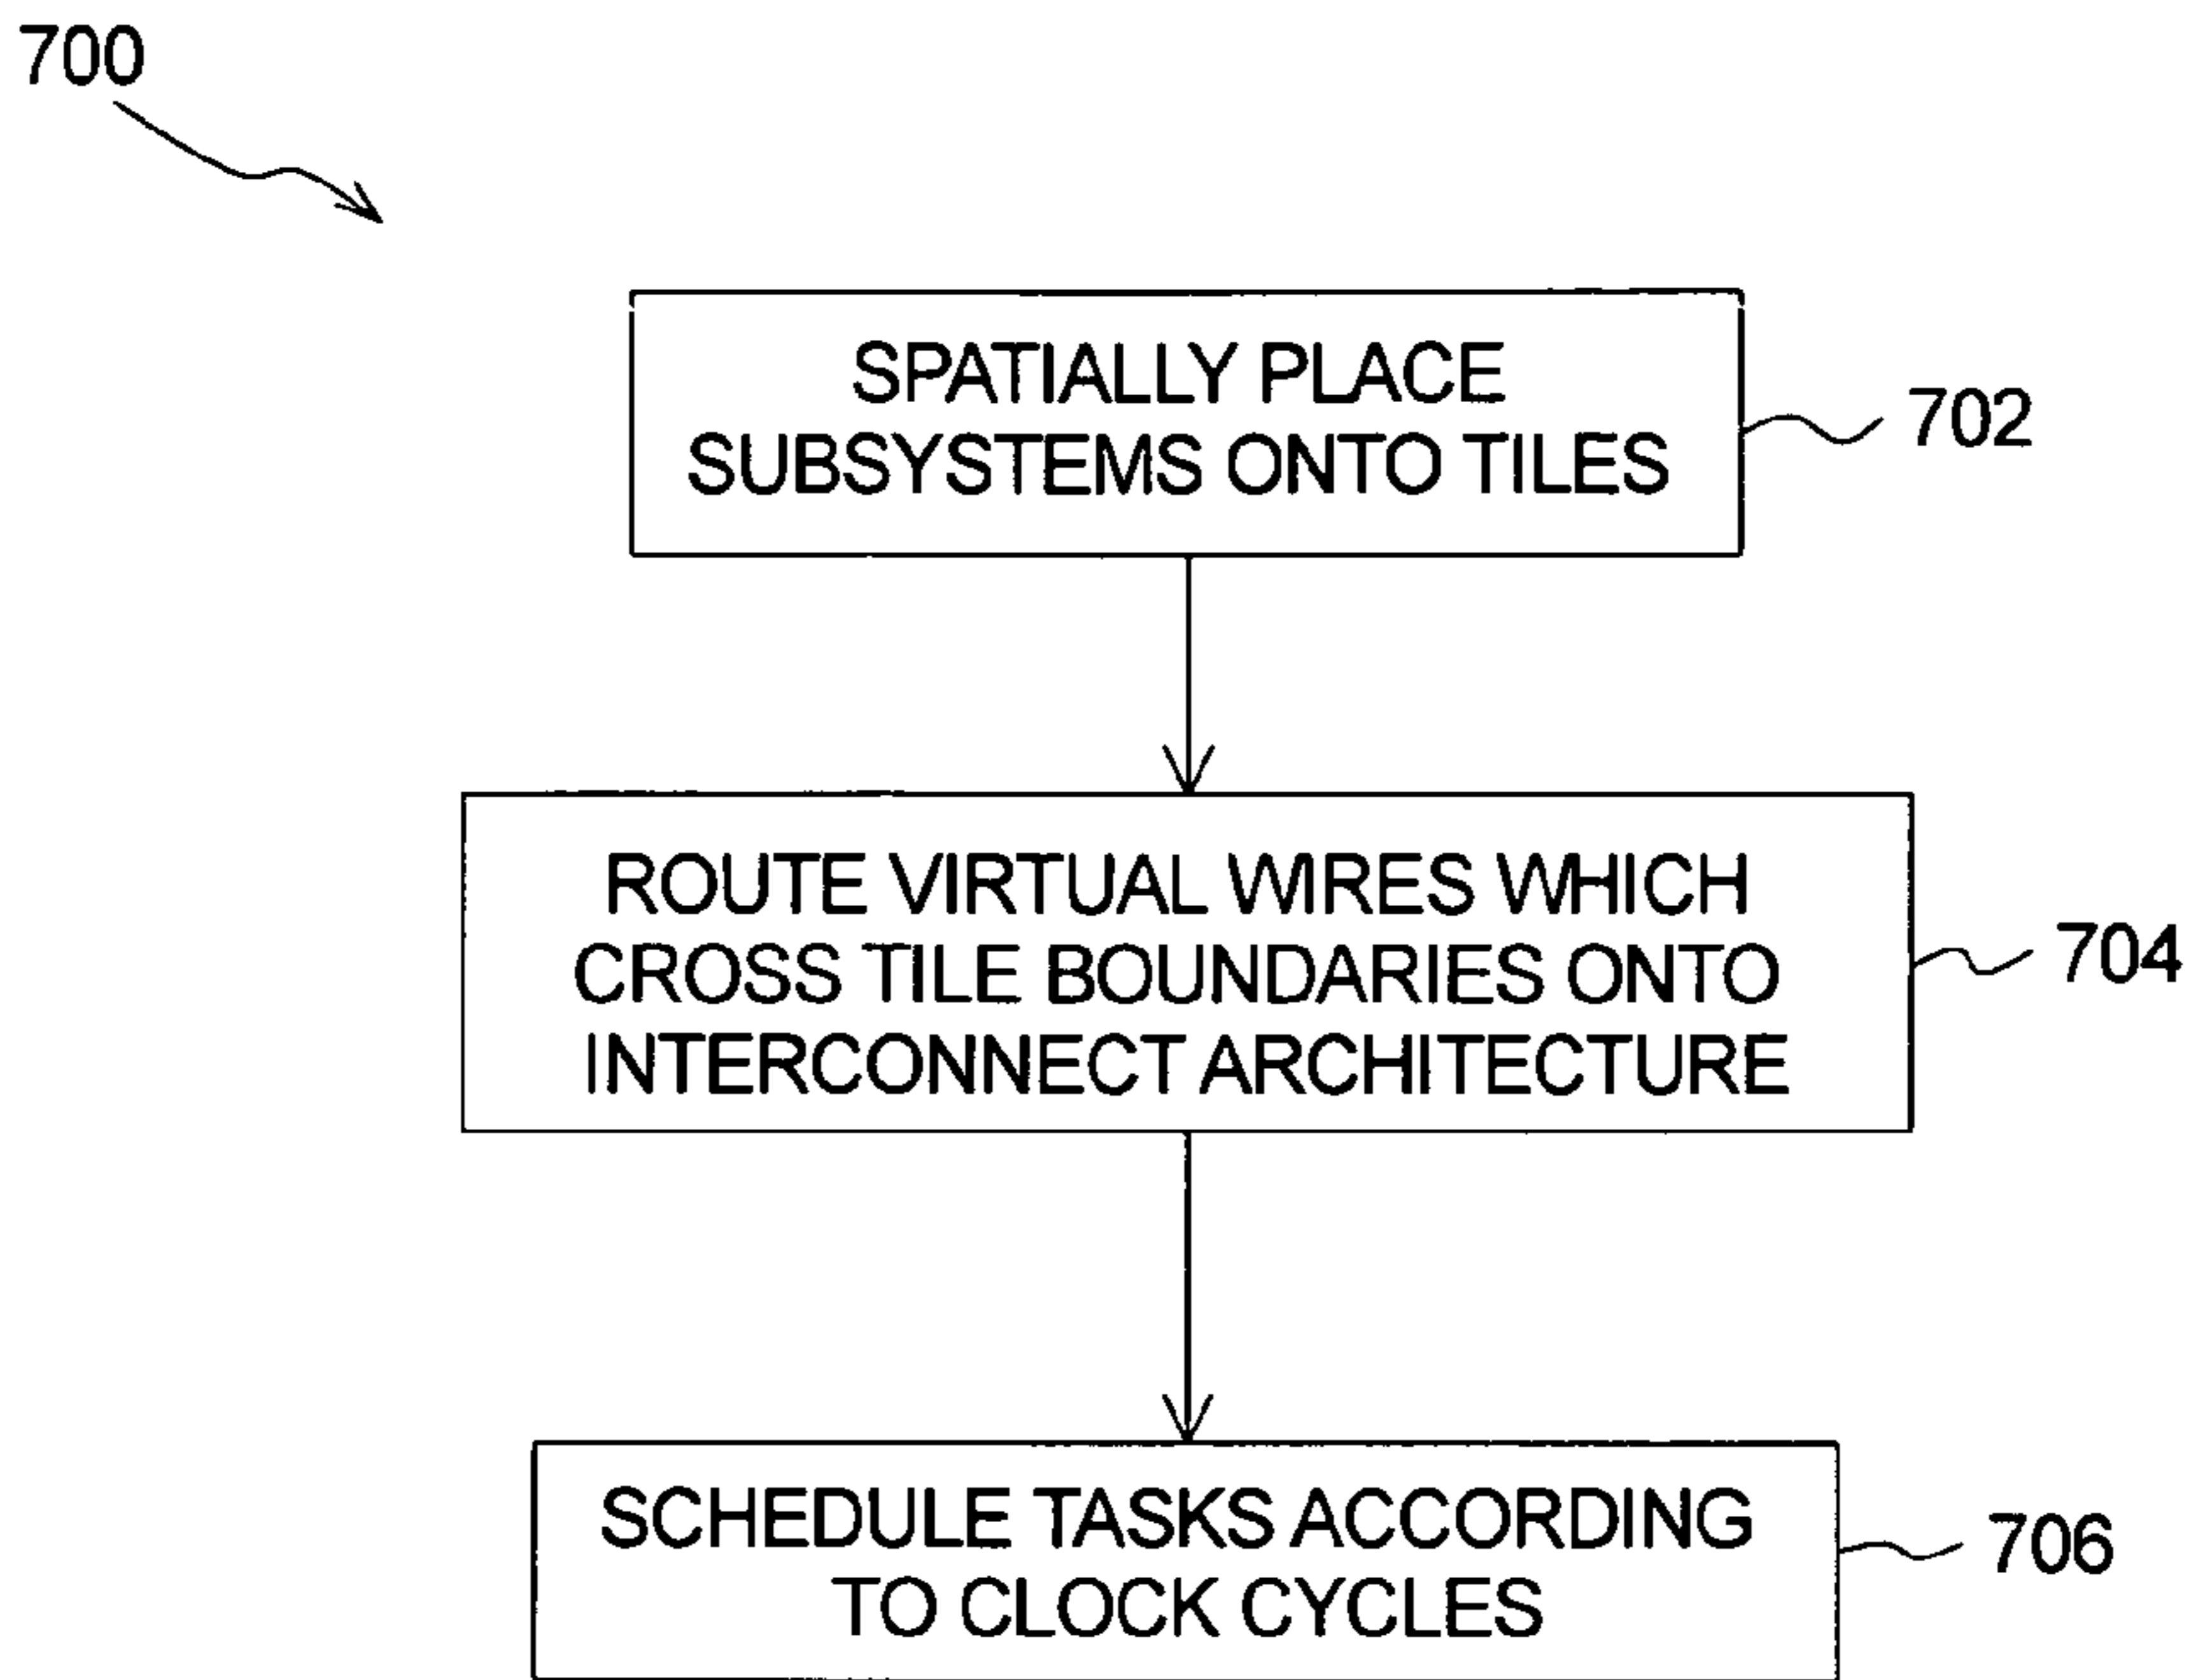 700
SPATIALLY PLACE
SUBSYSTEMS ONTO TILES
702
ROUTE VIRTUAL WIRES WHICH
CROSS TILE BOUNDARIES ONTO
INTERCONNECT ARCHITECTURE
704
SCHEDULE TASKS ACCORDING
TO CLOCK CYCLES
706